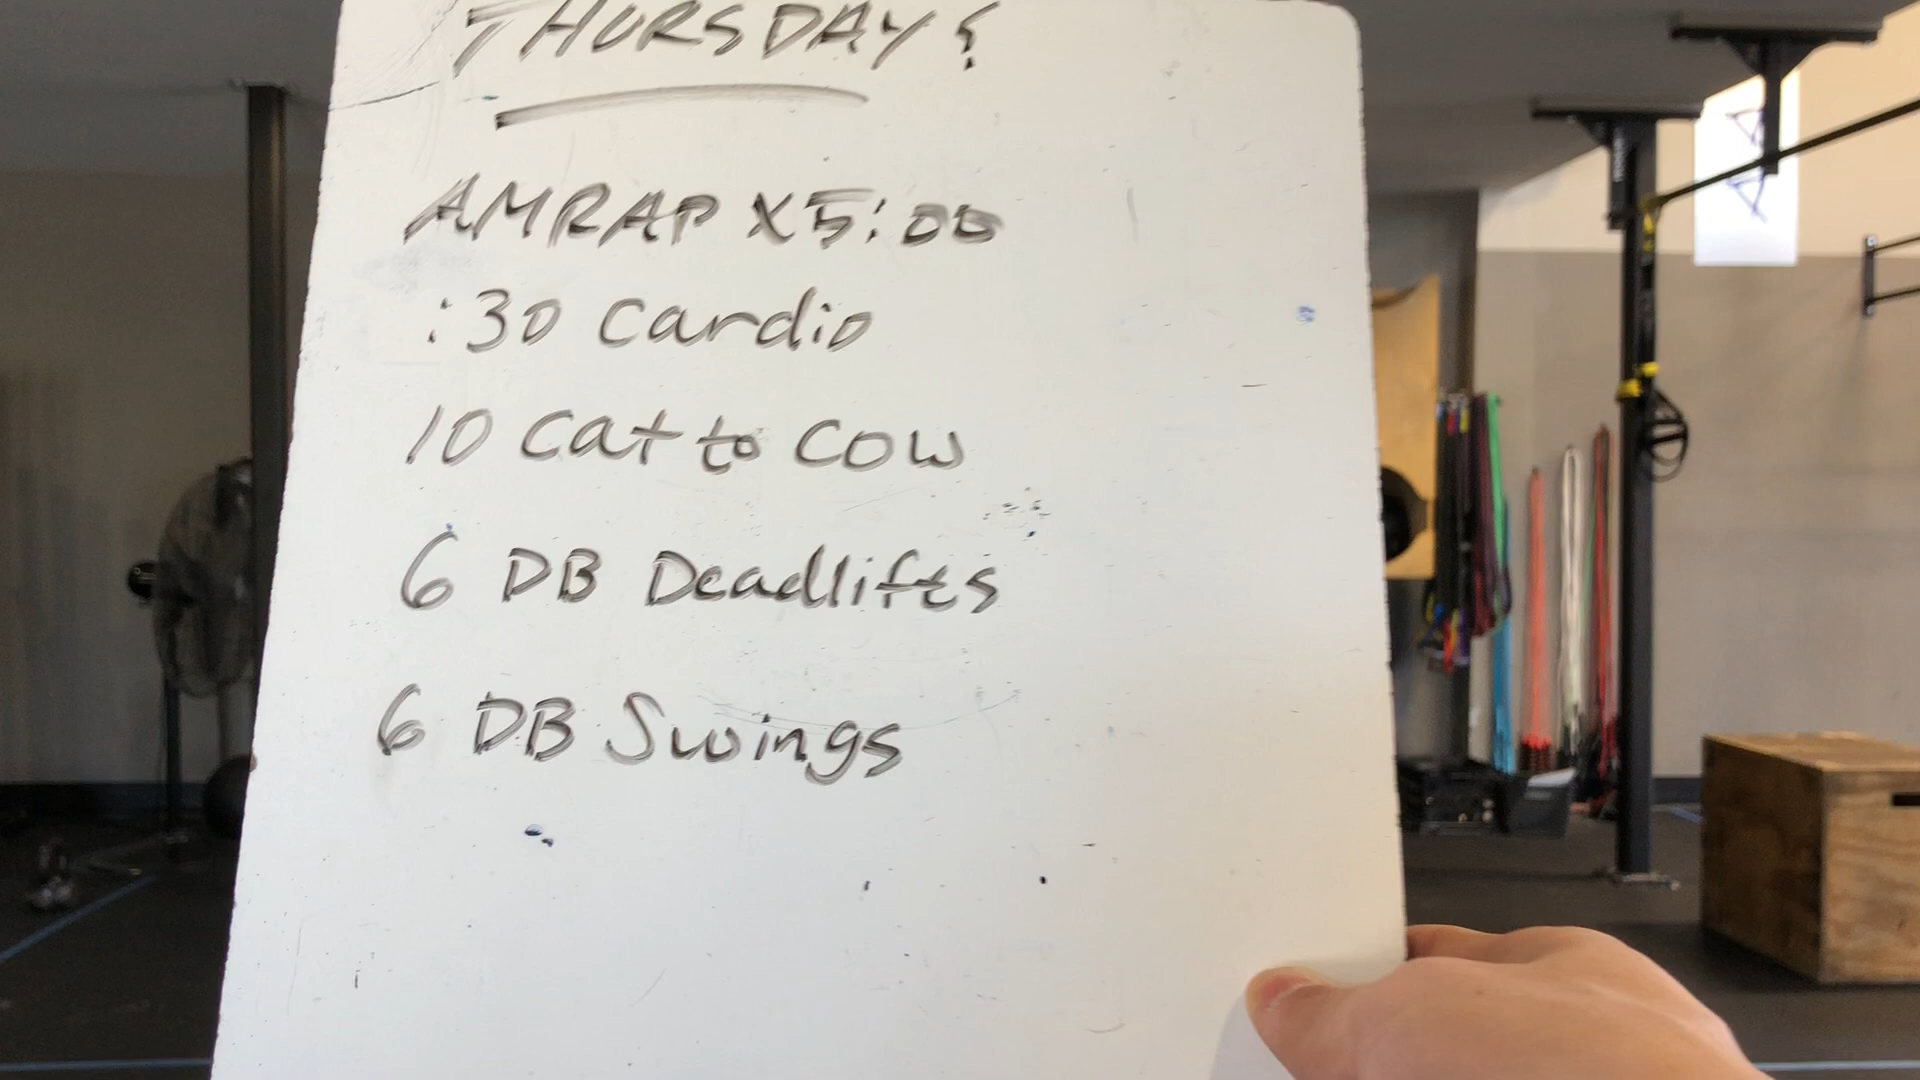 THURSDAY:
AMRAP X5:00
:30 Cardio
10 Cat to Cow
6 DB Deadlifts
6 DB Swings